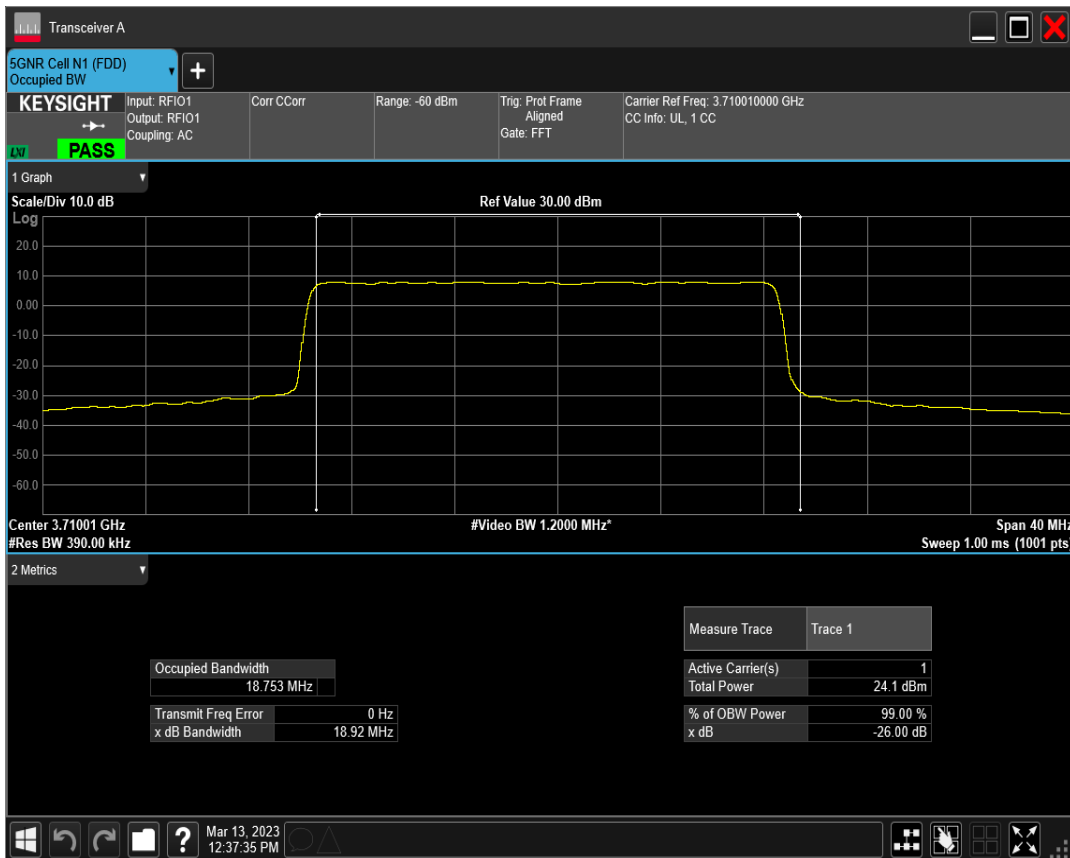 Transceiver A
5GNR Cell N1 (FDD)
Occupied BW
+
KEYSIGHT
LXI
PASS
Input: RFIO1
Output: RFIO1
Coupling: AC
Corr CCorr
Range: -60 dBm
Trig: Prot Frame
Aligned
Gate: FFT
Carrier Ref Freq: 3.710010000 GHz
CC Info: UL, 1 CC
1 Graph
Scale/Div 10.0 dB
Ref Value 30.00 dBm
Log
20.0
10.0
0.00
-10.0
-20.0
-30.0
-40.0
-50.0
-60.0
Center 3.71001 GHz
#Video BW 1.2000 MHz*
Span 40 MHz
#Res BW 390.00 kHz
Sweep 1.00 ms (1001 pts)
2 Metrics
Measure Trace Trace 1
Occupied Bandwidth
18.753 MHz
Transmit Freq Error 0 Hz
x dB Bandwidth 18.92 MHz
Active Carrier(s) 1
Total Power 24.1 dBm
% of OBW Power 99.00 %
x dB -26.00 dB
?
Mar 13, 2023
12:37:35 PM